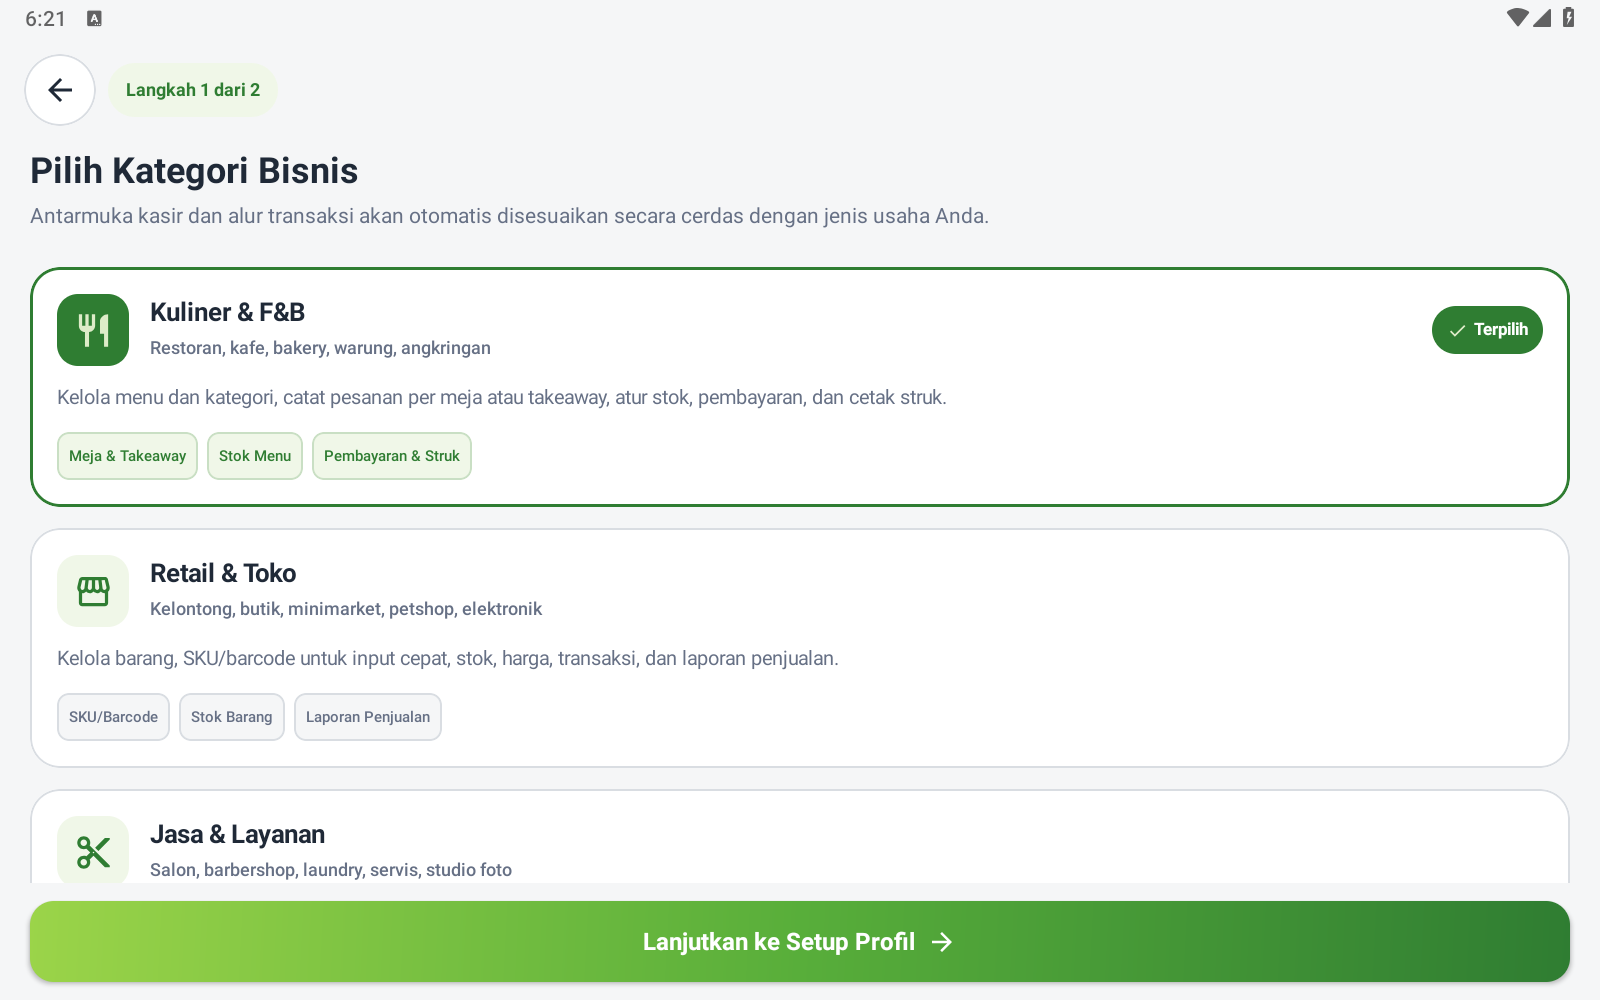 6:21
A
Langkah 1 dari 2
Pilih Kategori Bisnis
Antarmuka kasir dan alur transaksi akan otomatis disesuaikan secara cerdas dengan jenis usaha Anda.
Kuliner & F&B
Restoran, kafe, bakery, warung, angkringan
Terpilih
Kelola menu dan kategori, catat pesanan per meja atau takeaway, atur stok, pembayaran, dan cetak struk.
Meja & Takeaway
Stok Menu
Pembayaran & Struk
Retail & Toko
Kelontong, butik, minimarket, petshop, elektronik
Kelola barang, SKU/barcode untuk input cepat, stok, harga, transaksi, dan laporan penjualan.
SKU/Barcode
Stok Barang
Laporan Penjualan
Jasa & Layanan
Salon, barbershop, laundry, servis, studio foto
Lanjutkan ke Setup Profil